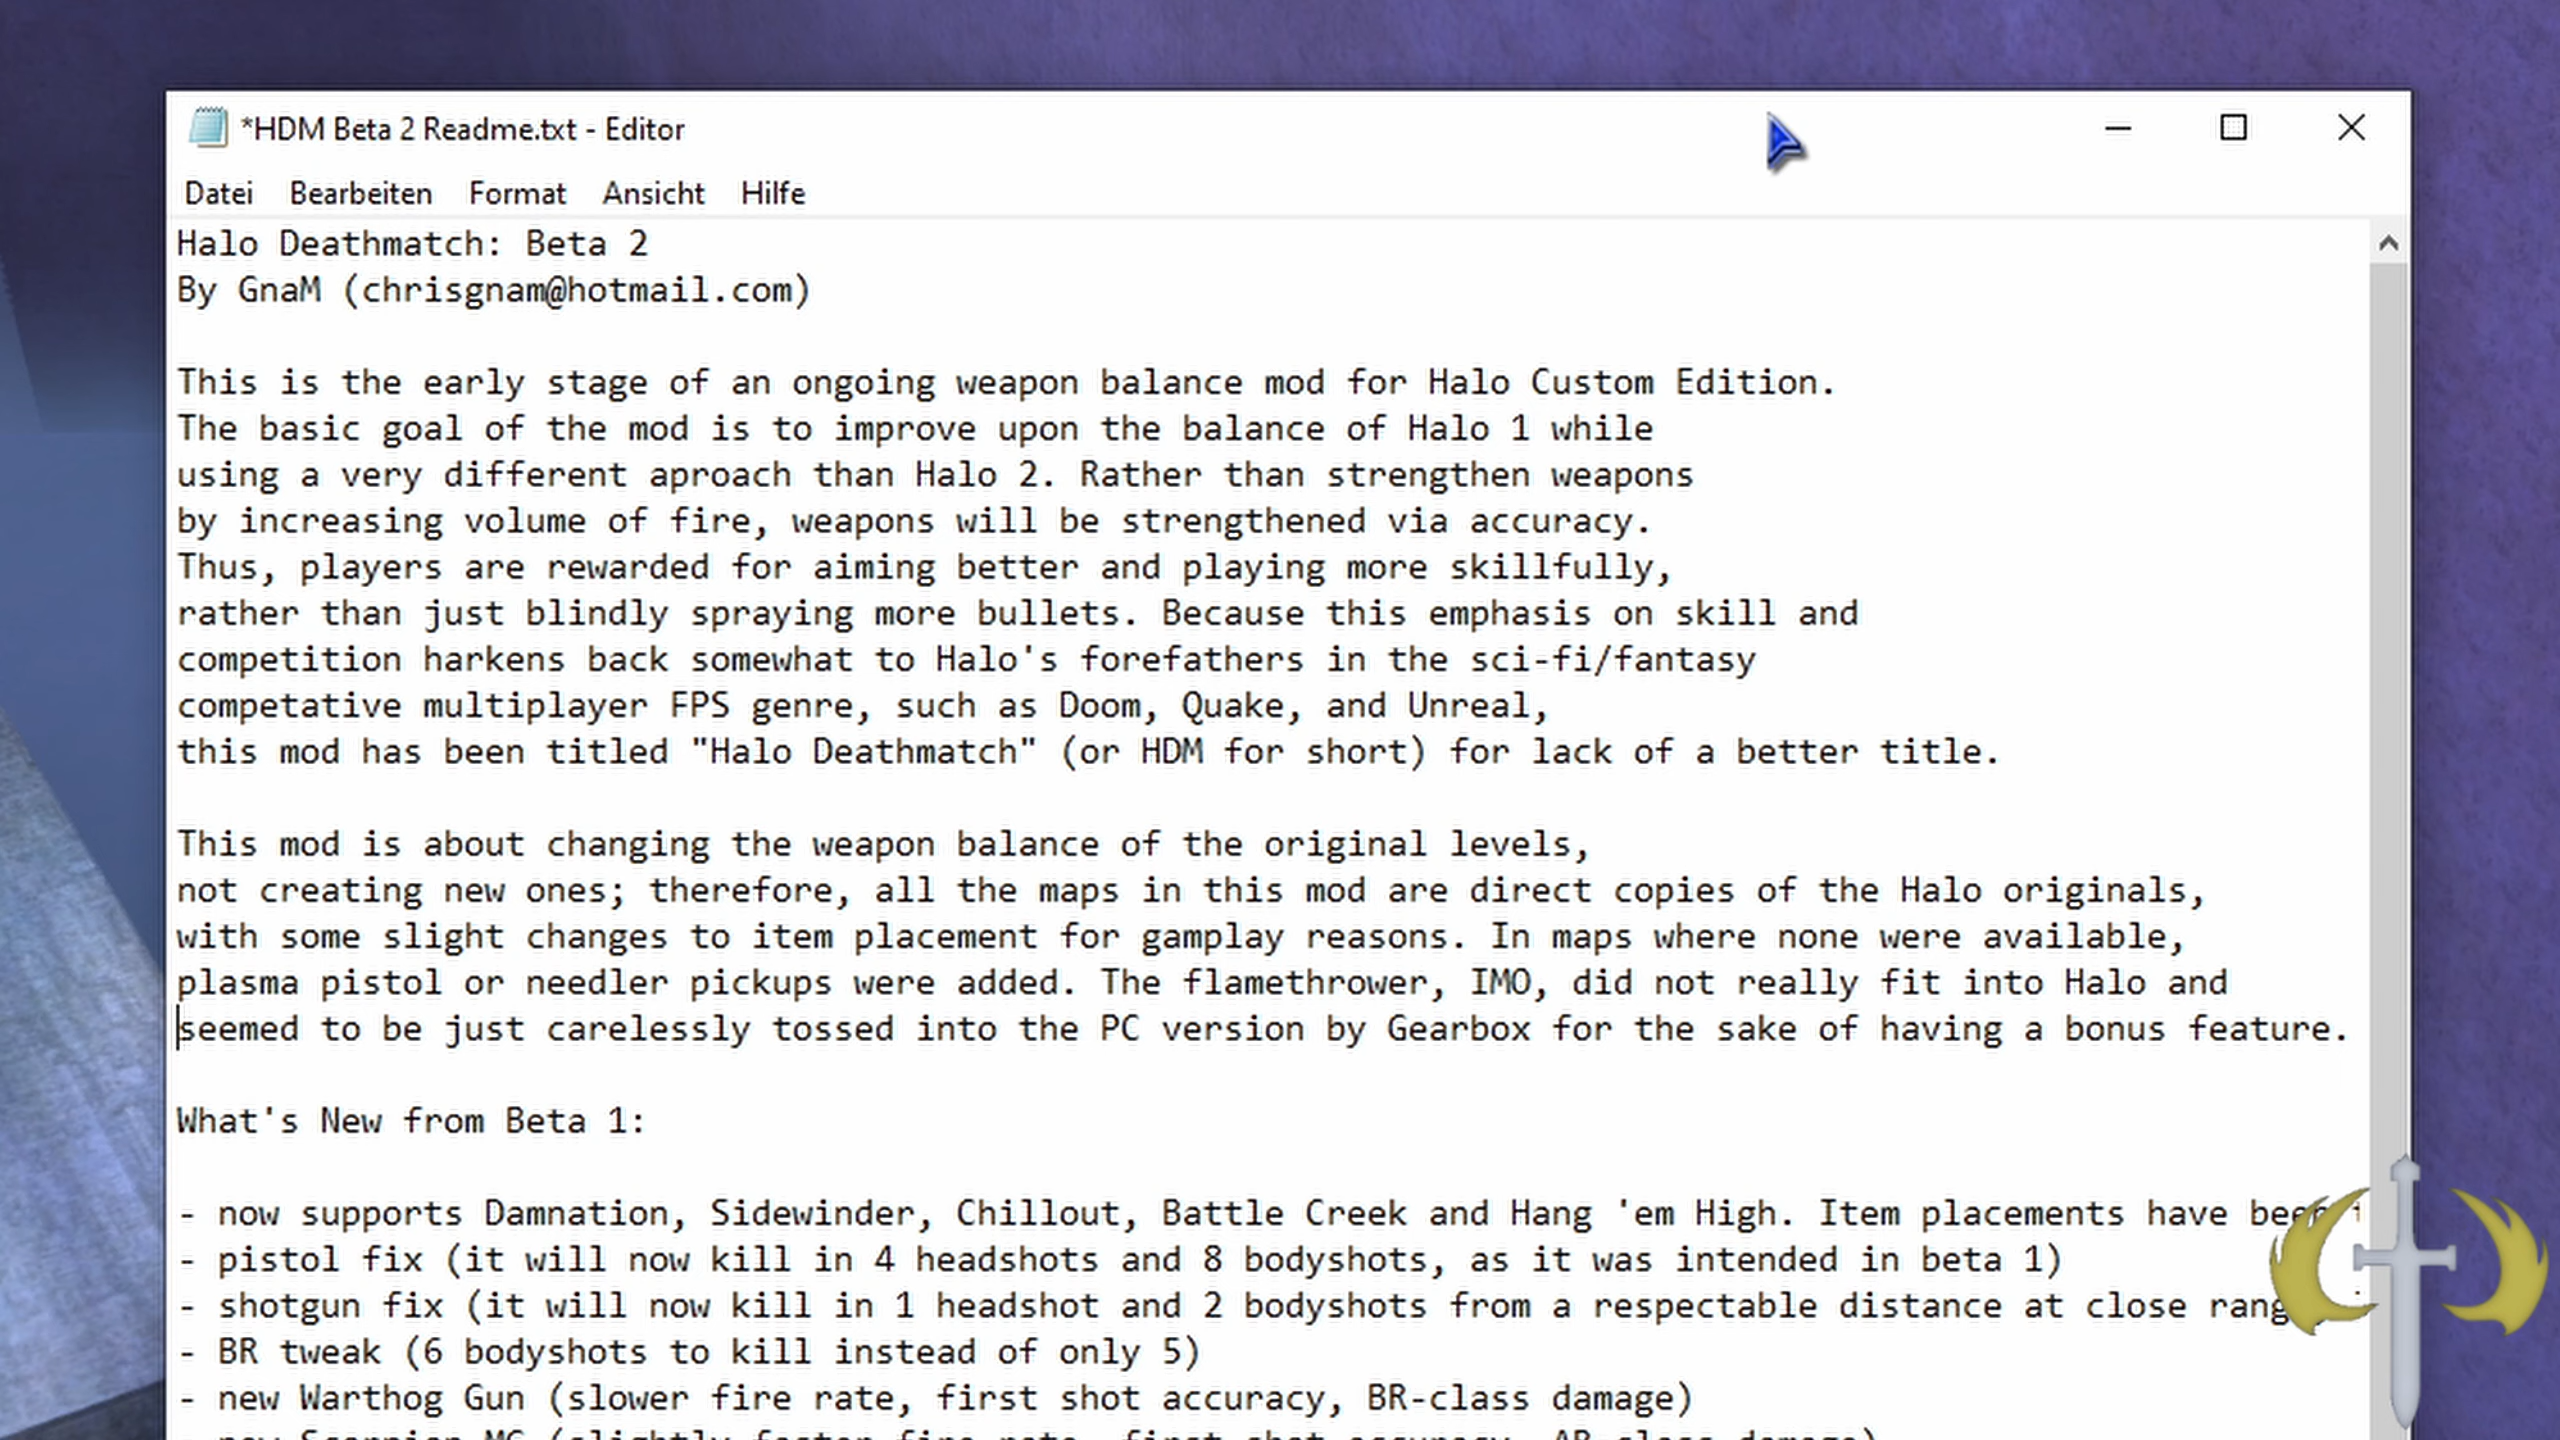 *HDM Beta 2 Readme.txt - Editor
Datei Bearbeiten Format Ansicht Hilfe
Halo Deathmatch: Beta 2
By GnaM (chrisgnam@hotmail.com)
This is the early stage of an ongoing weapon balance mod for Halo Custom Edition.
The basic goal of the mod is to improve upon the balance of Halo 1 while
using a very different aproach than Halo 2. Rather than strengthen weapons
by increasing volume of fire, weapons will be strengthened via accuracy.
Thus, players are rewarded for aiming better and playing more skillfully,
rather than just blindly spraying more bullets. Because this emphasis on skill and
competition harkens back somewhat to Halo's forefathers in the sci-fi/fantasy
competative multiplayer FPS genre, such as Doom, Quake, and Unreal,
this mod has been titled "Halo Deathmatch" (or HDM for short) for lack of a better title.
This mod is about changing the weapon balance of the original levels,
not creating new ones; therefore, all the maps in this mod are direct copies of the Halo originals,
with some slight changes to item placement for gamplay reasons. In maps where none were available,
plasma pistol or needler pickups were added. The flamethrower, IMO, did not really fit into Halo and
seemed to be just carelessly tossed into the PC version by Gearbox for the sake of having a bonus feature.
What's New from Beta 1:
- now supports Damnation, Sidewinder, Chillout, Battle Creek and Hang 'em High. Item placements have been
- pistol fix (it will now kill in 4 headshots and 8 bodyshots, as it was intended in beta 1)
- shotgun fix (it will now kill in 1 headshot and 2 bodyshots from a respectable distance at close
- BR tweak (6 bodyshots to kill instead of only 5)
- new Warthog Gun (slower fire rate, first shot accuracy, BR-class damage)
- new Scorpion MG (slightly faster fire rate, first shot accuracy, AR-class damage)